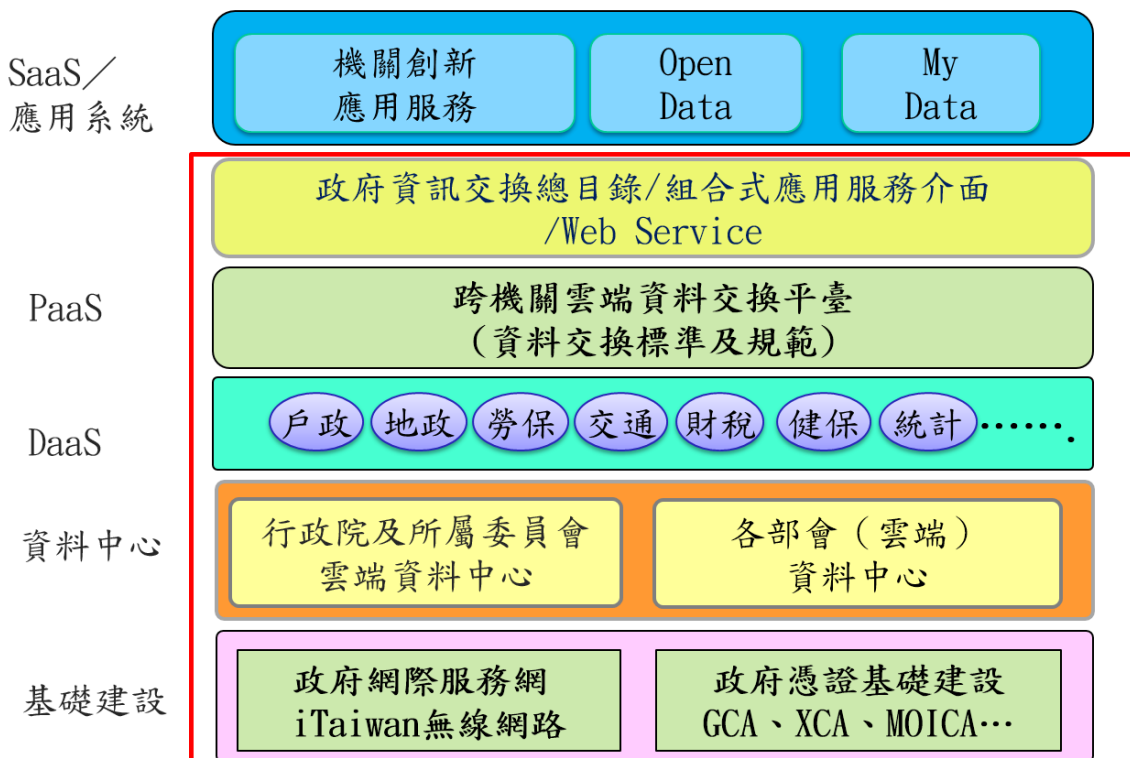 SaaS／
應用系統
機關創新
應用服務
Open
Data
My
Data
政府資訊交換總目錄/組合式應用服務介面
/Web Service
PaaS
跨機關雲端資料交換平臺
（資料交換標準及規範）
DaaS
戶政 地政 勞保 交通 財稅 健保 統計…….
資料中心
行政院及所屬委員會
雲端資料中心
各部會（雲端）
資料中心
基礎建設
政府網際服務網
iTaiwan無線網路
政府憑證基礎建設
GCA、XCA、MOICA…